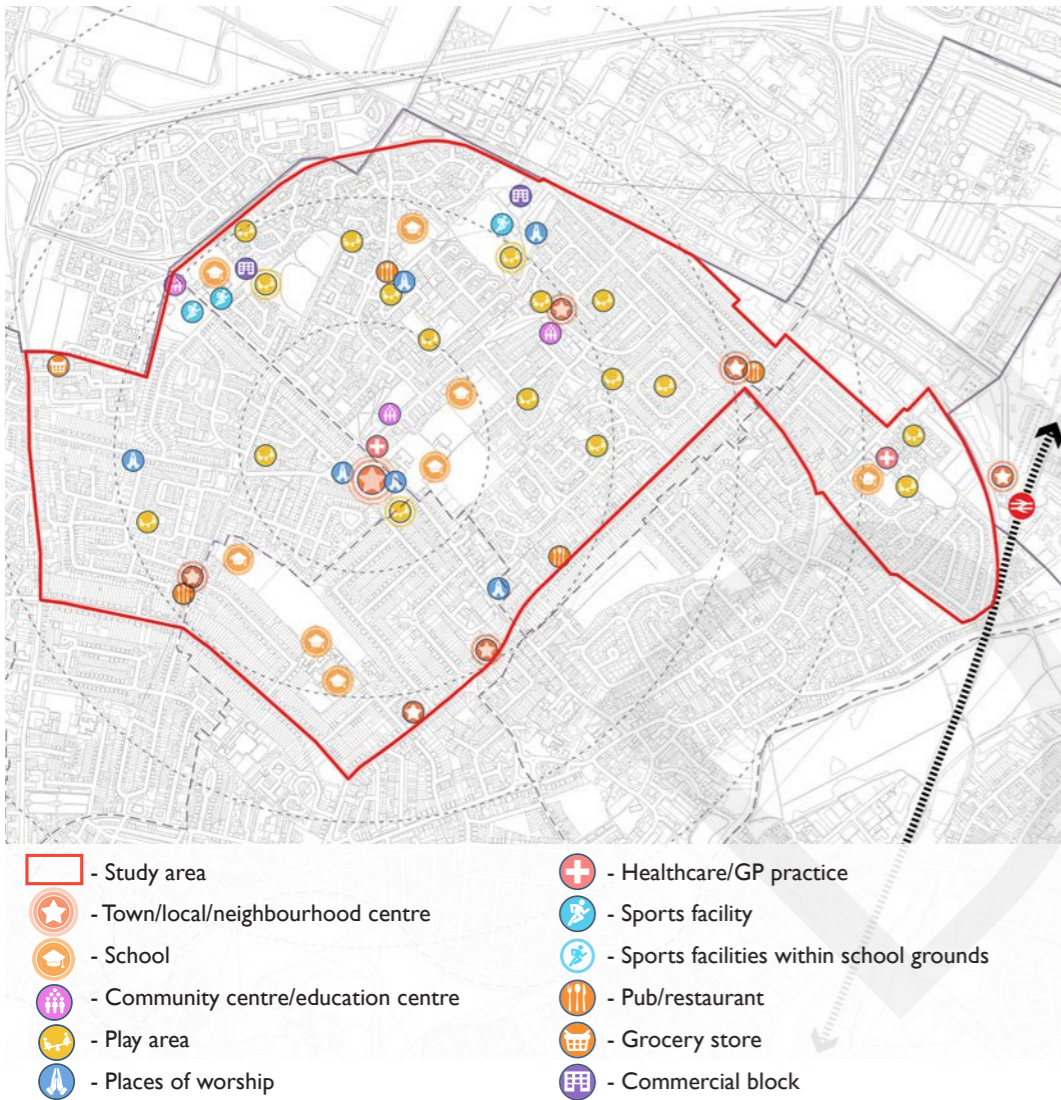 - Study area
- Town/local/neighbourhood centre
- School
- Community centre/education centre
- Play area
- Places of worship
- Healthcare/GP practice
- Sports facility
- Sports facilities within school grounds
- Pub/restaurant
- Grocery store
- Commercial block